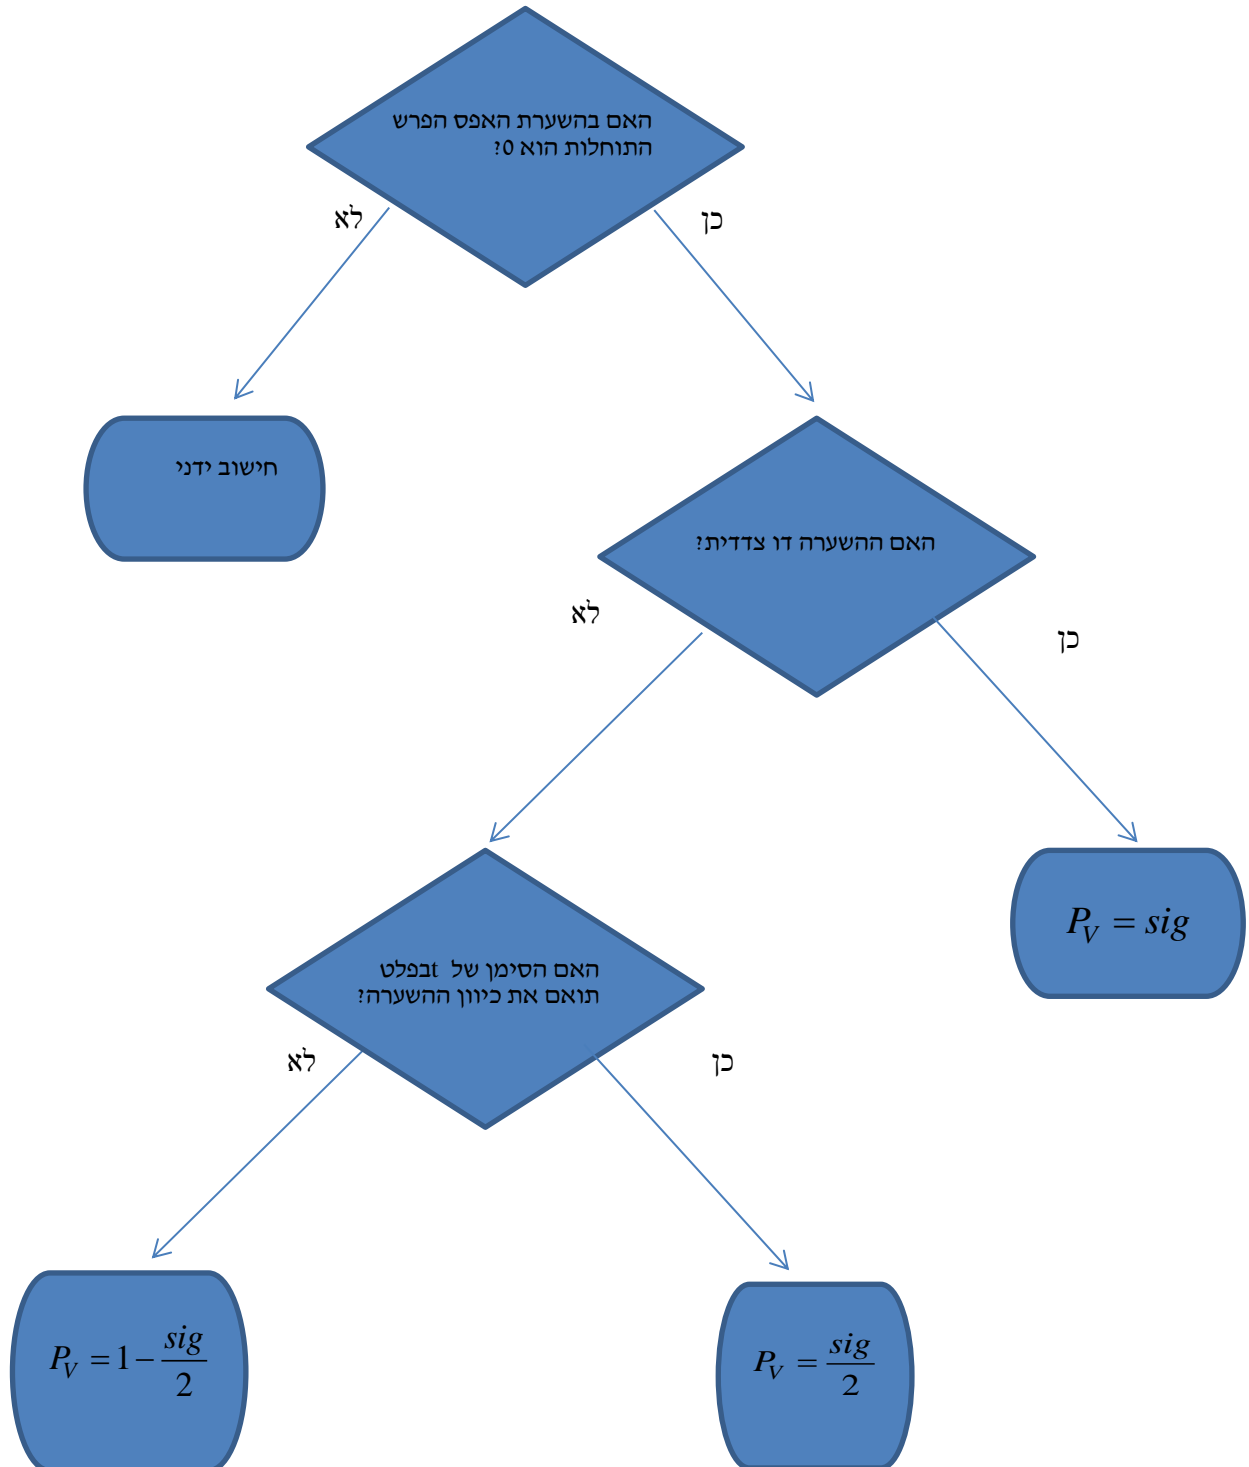 האם בהשערת האפס הפרש
התוחלות הוא 0?
לא
כן
חישוב ידני
האם ההשערה דו צדדית?
לא
כן
P_V = sig
האם הסימן של tבפלט
תואם את כיוון ההשערה?
לא
כן
P_V = 1 - sig/2
P_V = sig/2